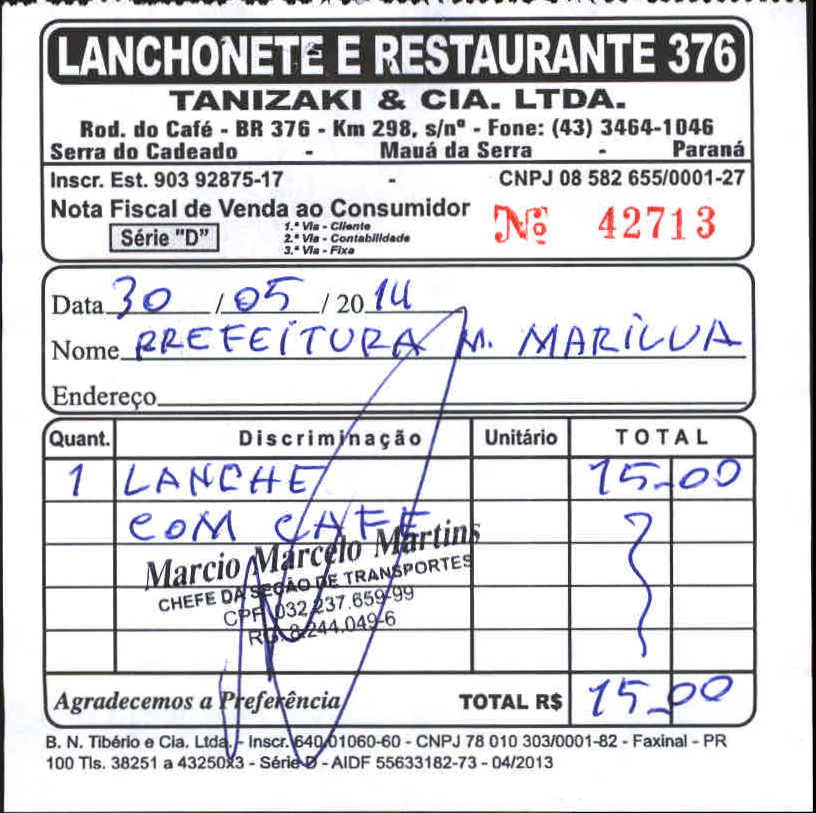 LANCHONETE E RESTAURANTE 376
TANIZAKI & CIA. LTDA.
Rod. do Café - BR 376 - Km 298, s/nº - Fone: (43) 3464-1046
Serra do Cadeado - Mauá da Serra - Paraná
Inscr. Est. 903 92875-17 - CNPJ 08 582 655/0001-27
Nota Fiscal de Venda ao Consumidor
Nº 42713
Série "D"
1.ª Via - Cliente
2.ª Via - Contabilidade
3.ª Via - Fixa
Data 30 / 05 / 2014
Nome PREFEITURA M. MARILUA
Endereço
Quant. Discriminação Unitário TOTAL
1 LANCHE 15-00
COM CAFE
Marcio Marcelo Martins
CHEFE DA SEÇÃO DE TRANSPORTES
CPF 032.237.659-99
RG. 8.244.049-6
Agradecemos a Preferência TOTAL R$ 15-00
B. N. Tibério e Cia. Ltda. - Inscr. 640.01060-60 - CNPJ 78 010 303/0001-82 - Faxinal - PR
100 Tls. 38251 a 43250x3 - Série D - AIDF 55633182-73 - 04/2013